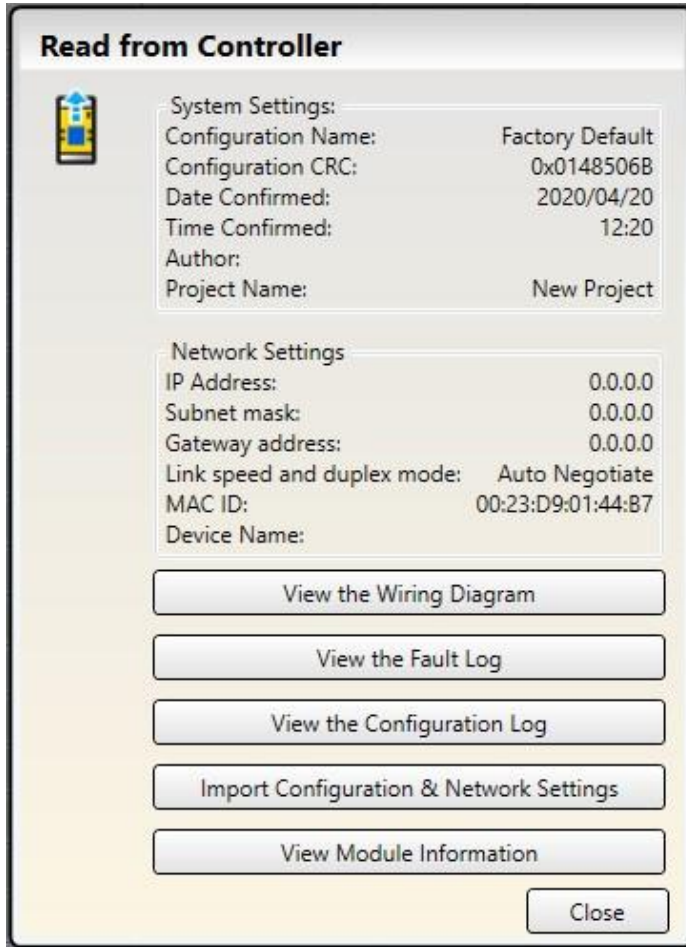 Read from Controller
System Settings:
Configuration Name: Factory Default
Configuration CRC: 0x0148506B
Date Confirmed: 2020/04/20
Time Confirmed: 12:20
Author:
Project Name: New Project
Network Settings
IP Address: 0.0.0.0
Subnet mask: 0.0.0.0
Gateway address: 0.0.0.0
Link speed and duplex mode: Auto Negotiate
MAC ID: 00:23:D9:01:44:B7
Device Name:
View the Wiring Diagram
View the Fault Log
View the Configuration Log
Import Configuration & Network Settings
View Module Information
Close